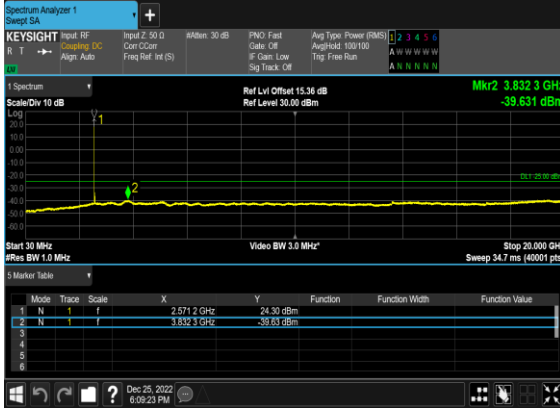 Spectrum Analyzer 1
Swept SA
+
KEYSIGHT Input: RF Input Z: 50 Ω #Atten: 30 dB PNO: Fast Avg Type: Power (RMS) 1 2 3 4 5 6
R T Coupling: DC Corr CCorr Gate: Off Avg|Hold: 100/100 A W W W W W
Align: Auto Freq Ref: Int (S) IF Gain: Low Trig: Free Run
Sig Track: Off A N N N N N
1 Spectrum
Ref Lvl Offset 15.36 dB Mkr2 3.832 3 GHz
Scale/Div 10 dB Ref Level 30.00 dBm -39.631 dBm
Log
20.0
10.0
0.00
-10.0
-20.0
-30.0
-40.0
-50.0
-60.0
1
2
DL1 -25.00 dBm
Start 30 MHz Video BW 3.0 MHz* Stop 20.000 GHz
#Res BW 1.0 MHz Sweep 34.7 ms (40001 pts)
5 Marker Table
Mode Trace Scale X Y Function Function Width Function Value
1 N 1 f 2.571 2 GHz 24.30 dBm
2 N 1 f 3.832 3 GHz -39.63 dBm
3
4
5
6
?
Dec 25, 2022
6:09:23 PM